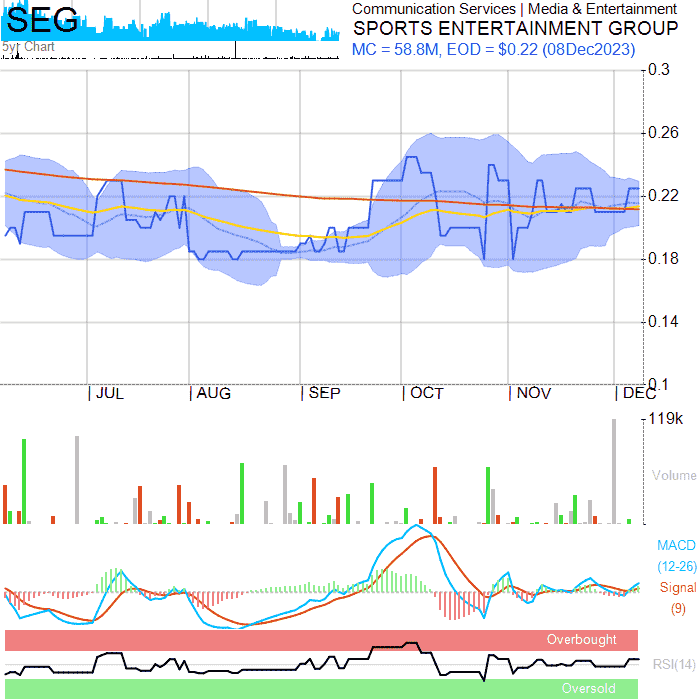 SEG
5yr Chart
Communication Services | Media & Entertainment
SPORTS ENTERTAINMENT GROUP
MC = 58.8M, EOD = $0.22 (08Dec2023)
0.3
0.26
0.22
0.18
0.14
0.1
JUL AUG SEP OCT NOV DEC
119k
Volume
MACD
(12-26)
Signal
(9)
Overbought
RSI(14)
Oversold